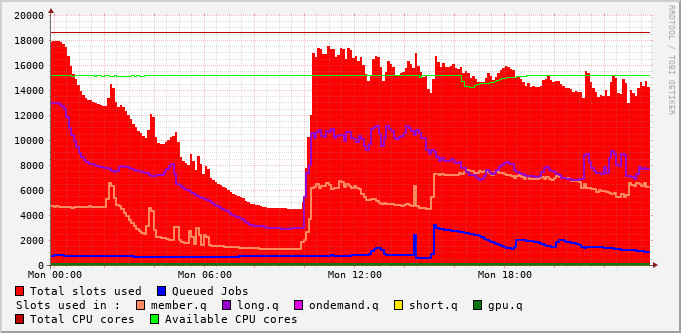 20000
18000
16000
14000
12000
10000
8000
6000
4000
2000
0
Mon 00:00 Mon 06:00 Mon 12:00 Mon 18:00
RRDTOOL / TOBI OETIKER
Total slots used Queued Jobs
Slots used in : member.q long.q ondemand.q short.q gpu.q
Total CPU cores Available CPU cores